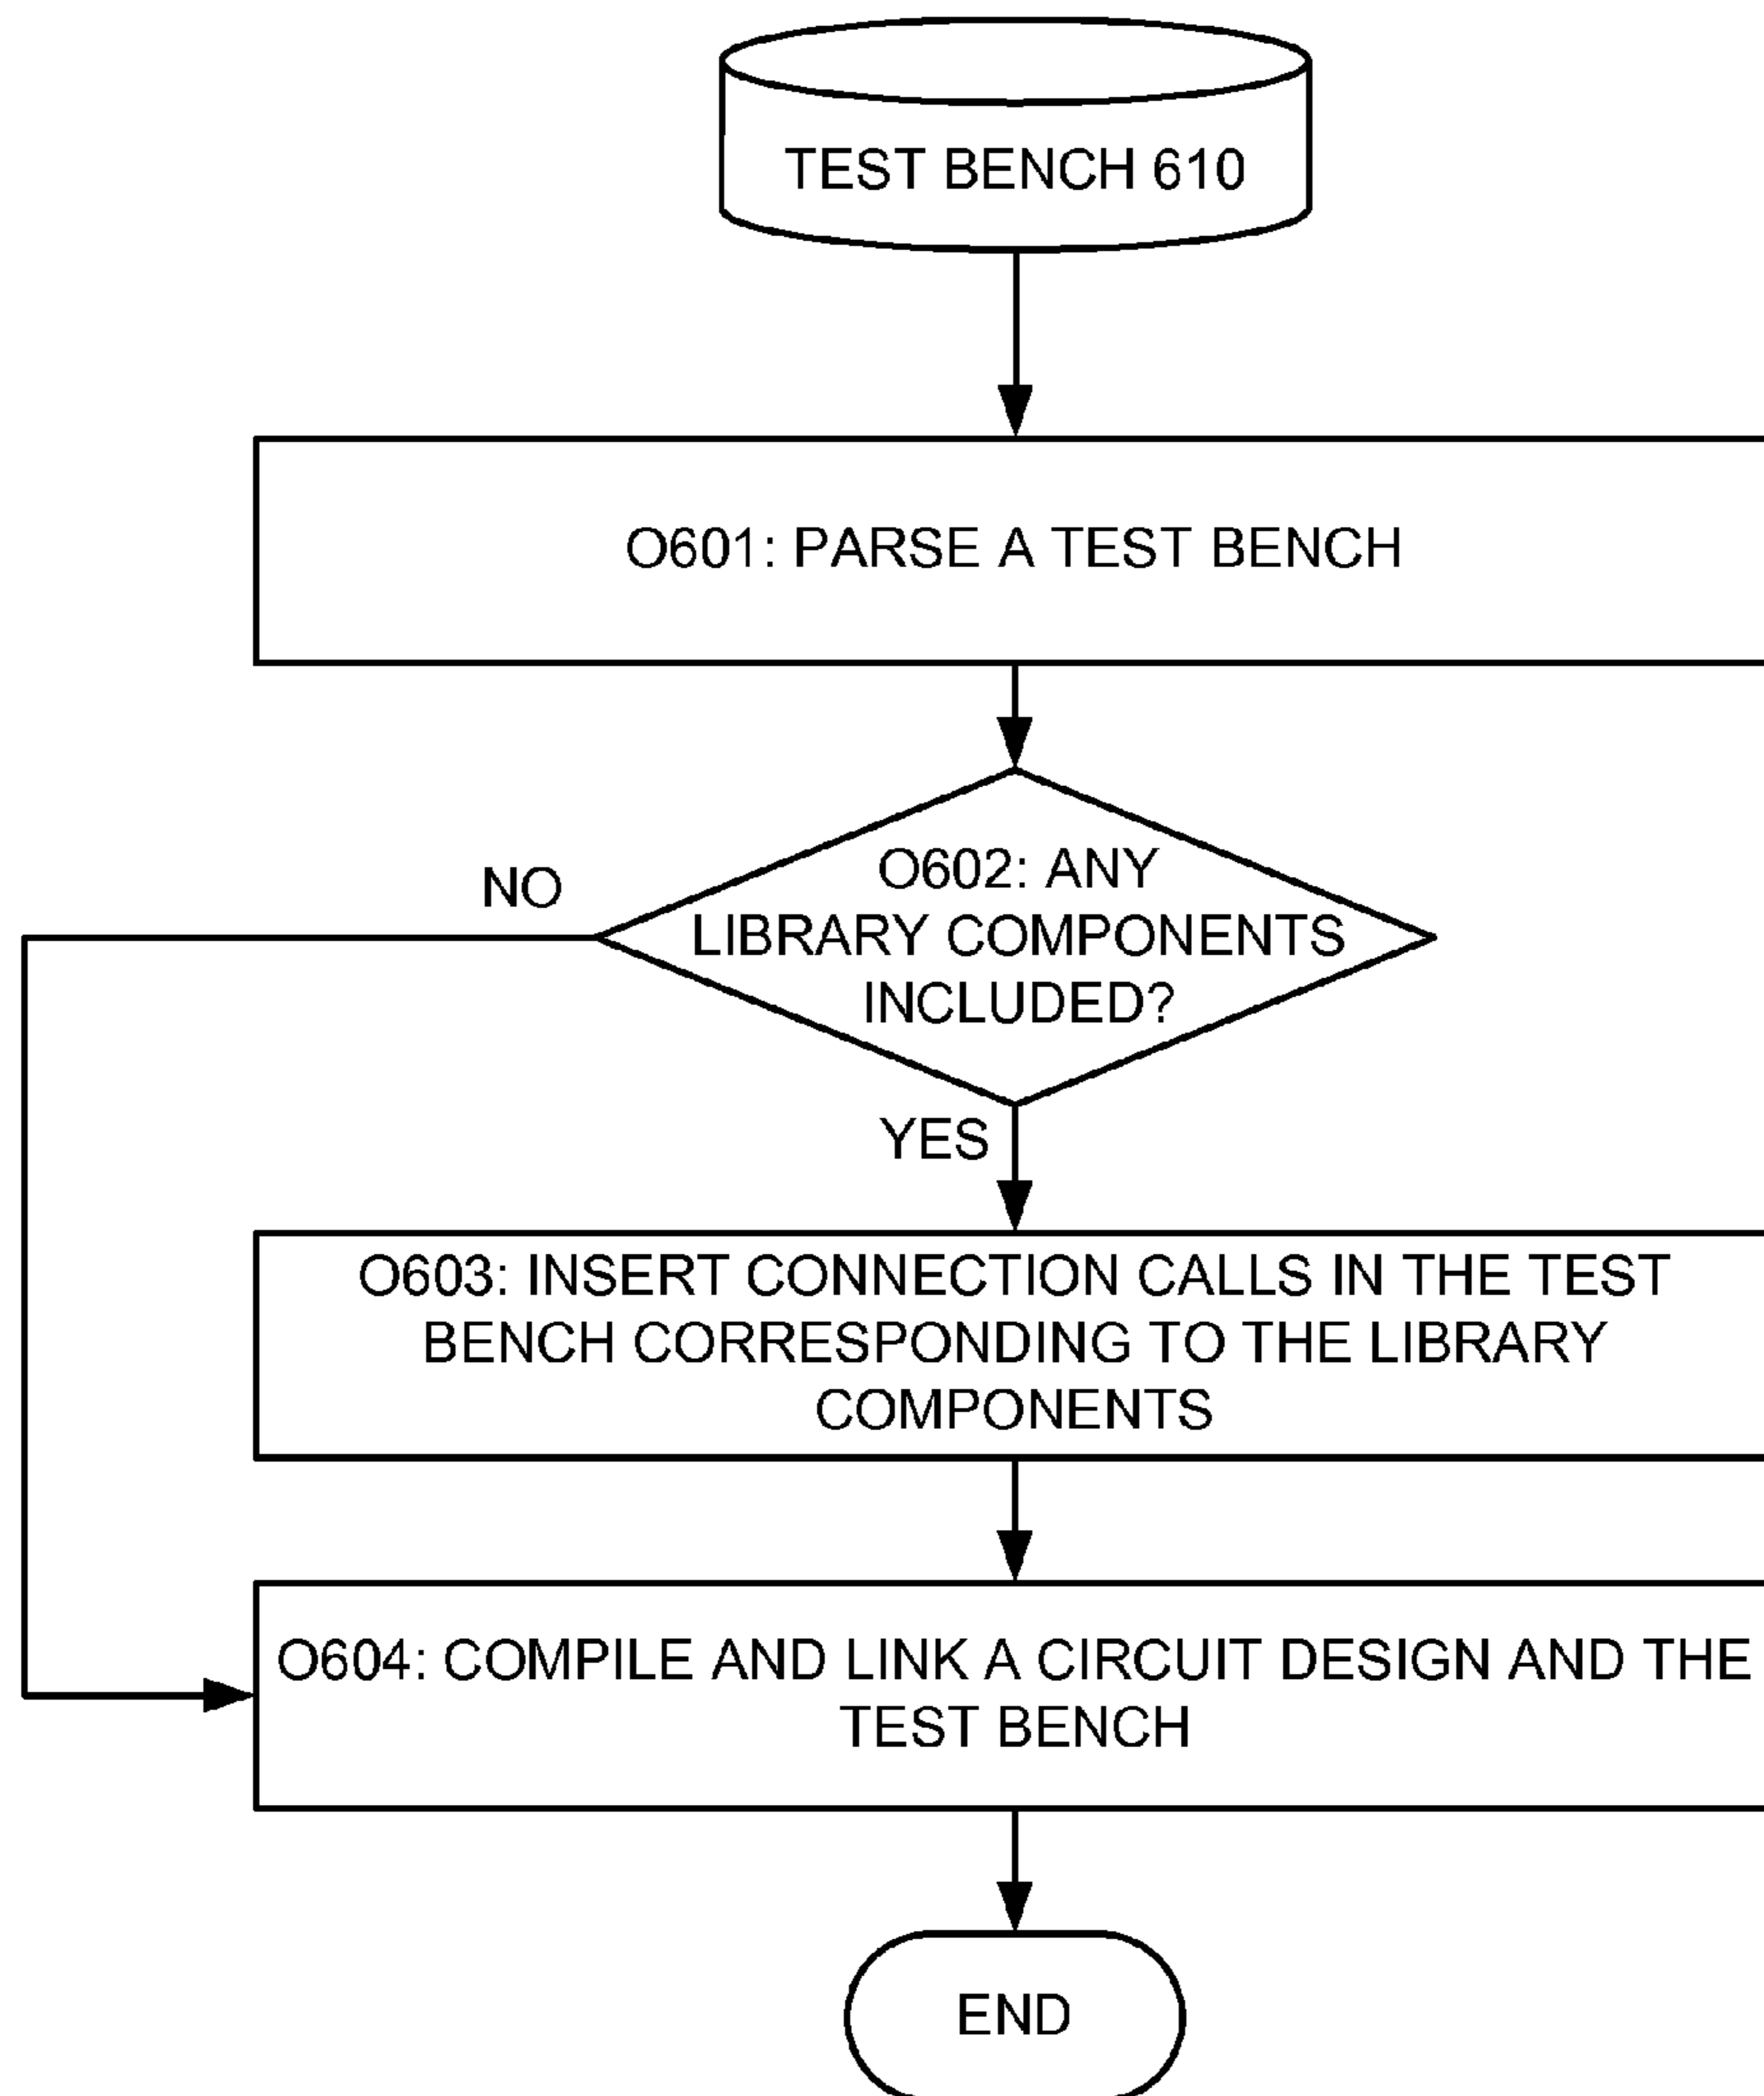 TEST BENCH 610
O601: PARSE A TEST BENCH
O602: ANY
LIBRARY COMPONENTS
INCLUDED?
NO
YES
O603: INSERT CONNECTION CALLS IN THE TEST
BENCH CORRESPONDING TO THE LIBRARY
COMPONENTS
O604: COMPILE AND LINK A CIRCUIT DESIGN AND THE
TEST BENCH
END